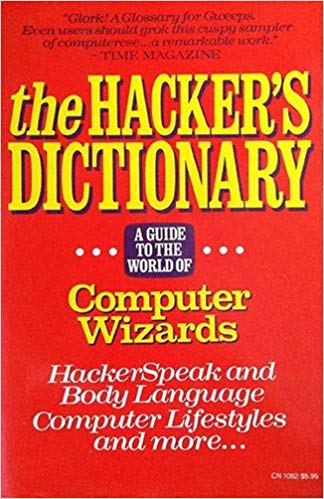 "Glork! A Glossary for Gweeps.
Even users should grok this cuspy sampler
of computerese...a remarkable work."
- TIME MAGAZINE
the HACKER'S
DICTIONARY
A GUIDE
TO THE
WORLD OF
Computer
Wizards
HackerSpeak and
Body Language
Computer Lifestyles
and more...
CN 1082/$5.95